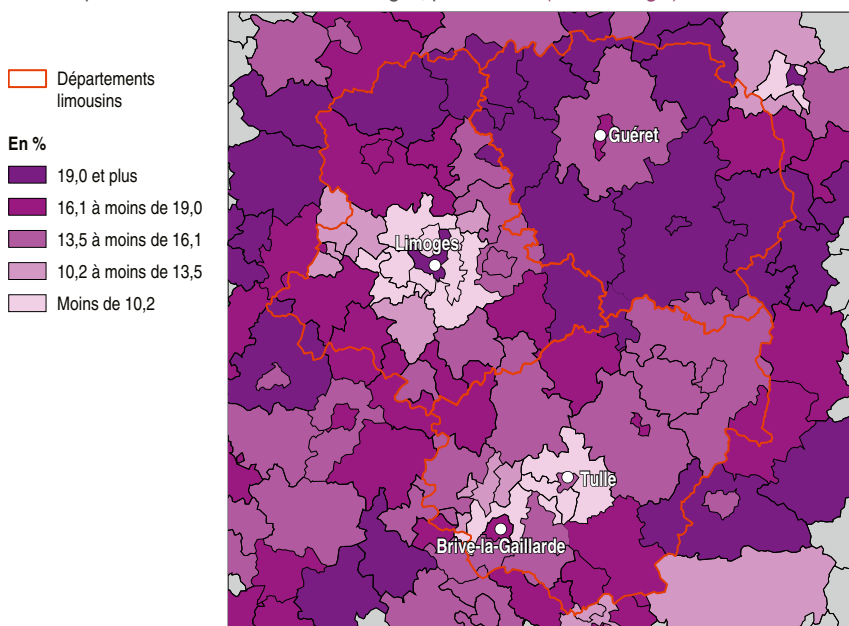 Départements
limousins
En %
19,0 et plus
16,1 à moins de 19,0
13,5 à moins de 16,1
10,2 à moins de 13,5
Moins de 10,2
Guéret
Limoges
Tulle
Brive-la-Gaillarde